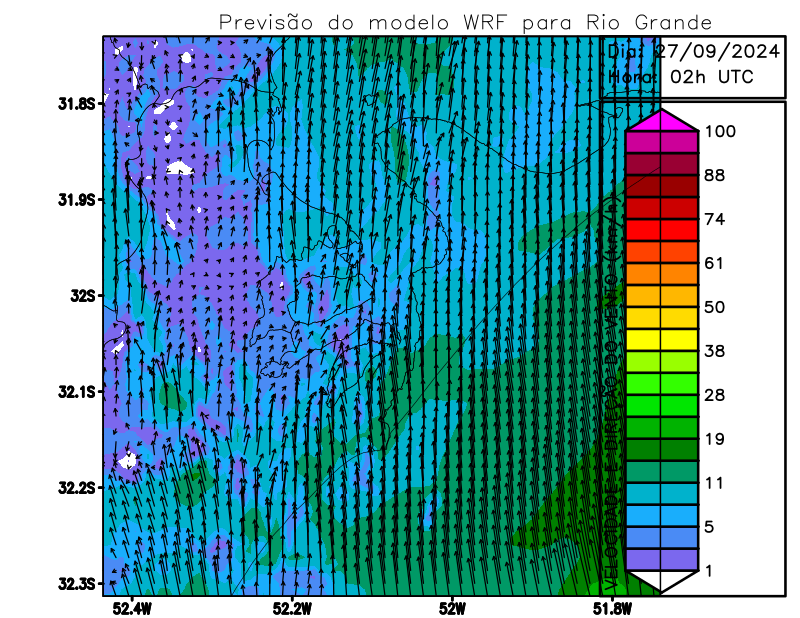 Previsão do modelo WRF para Rio Grande
Dia: 27/09/2024
Hora: 02h UTC
31.8S
31.9S
32S
32.1S
32.2S
32.3S
52.4W
52.2W
52W
51.8W
100
88
74
61
50
38
28
19
11
5
1
VELOCIDADE E DIREÇÃO DO VENTO (km/h)